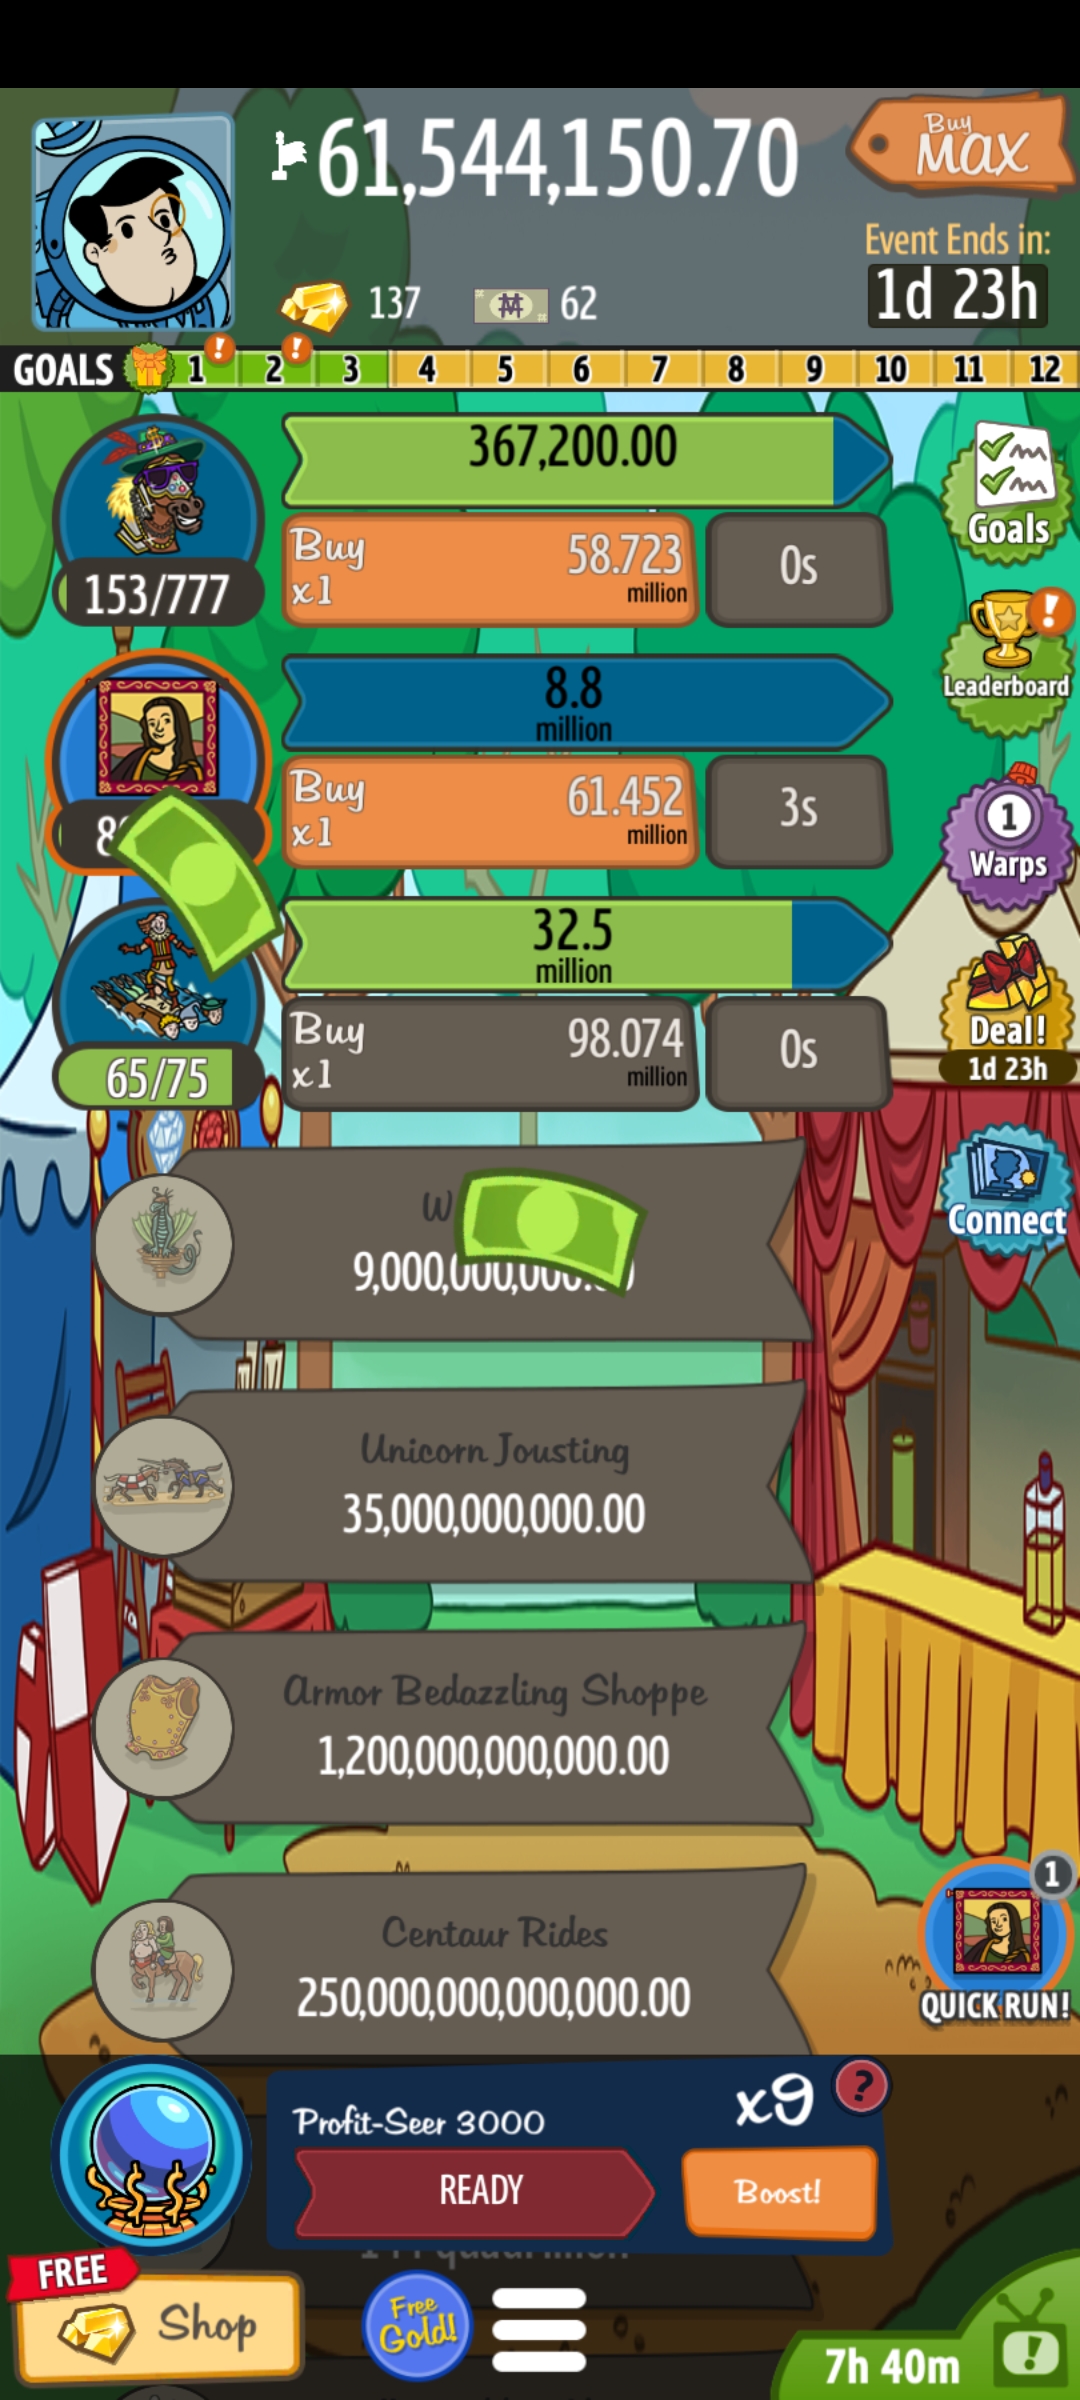 61,544,150.70
Buy
MAX
Event Ends in:
1d 23h
137
62
GOALS 1 ! 2 ! 3 4 5 6 7 8 9 10 11 12
367,200.00
Buy
x1
58.723
million
0s
153/777
Goals
8.8
million
Buy
x1
61.452
million
3s
!
Leaderboard
1
Warps
32.5
million
Buy
x1
98.074
million
0s
65/75
Deal!
1d 23h
Connect
Unicorn Jousting
35,000,000,000.00
Armor Bedazzling Shoppe
1,200,000,000,000.00
Centaur Rides
250,000,000,000,000.00
1
QUICK RUN!
Profit-Seer 3000
x9
?
READY
Boost!
FREE
Shop
Free
Gold!
7h 40m
!